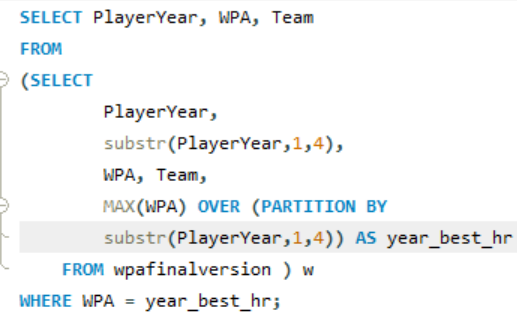 SELECT PlayerYear, WPA, Team
FROM
(SELECT
PlayerYear,
substr(PlayerYear,1,4),
WPA, Team,
MAX(WPA) OVER (PARTITION BY
substr(PlayerYear,1,4)) AS year_best_hr
FROM wpafinalversion ) w
WHERE WPA = year_best_hr;